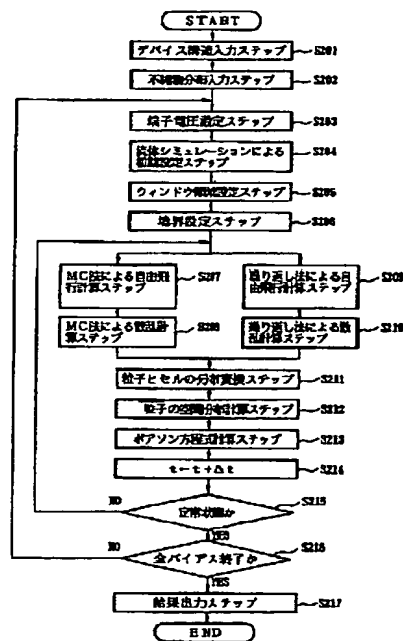 START
デバイス構造入力ステップ
S201
不純物分布入力ステップ
S202
端子電圧設定ステップ
S203
流体シミュレーションによる
初期設定ステップ
S204
ウィンドウ領域設定ステップ
S205
境界設定ステップ
S206
MC法による自由飛
行計算ステップ
S207
繰り返し法による自
由飛行計算ステップ
S209
MC法による散乱計
算ステップ
S208
繰り返し法による散
乱計算ステップ
S210
粒子とセルの分布変換ステップ
S211
粒子の空間分布計算ステップ
S212
ポアソン方程式計算ステップ
S213
t←t+Δt
S214
定常状態か
S215
NO
YES
全バイアス終了か
S216
NO
YES
結果出力ステップ
S217
END